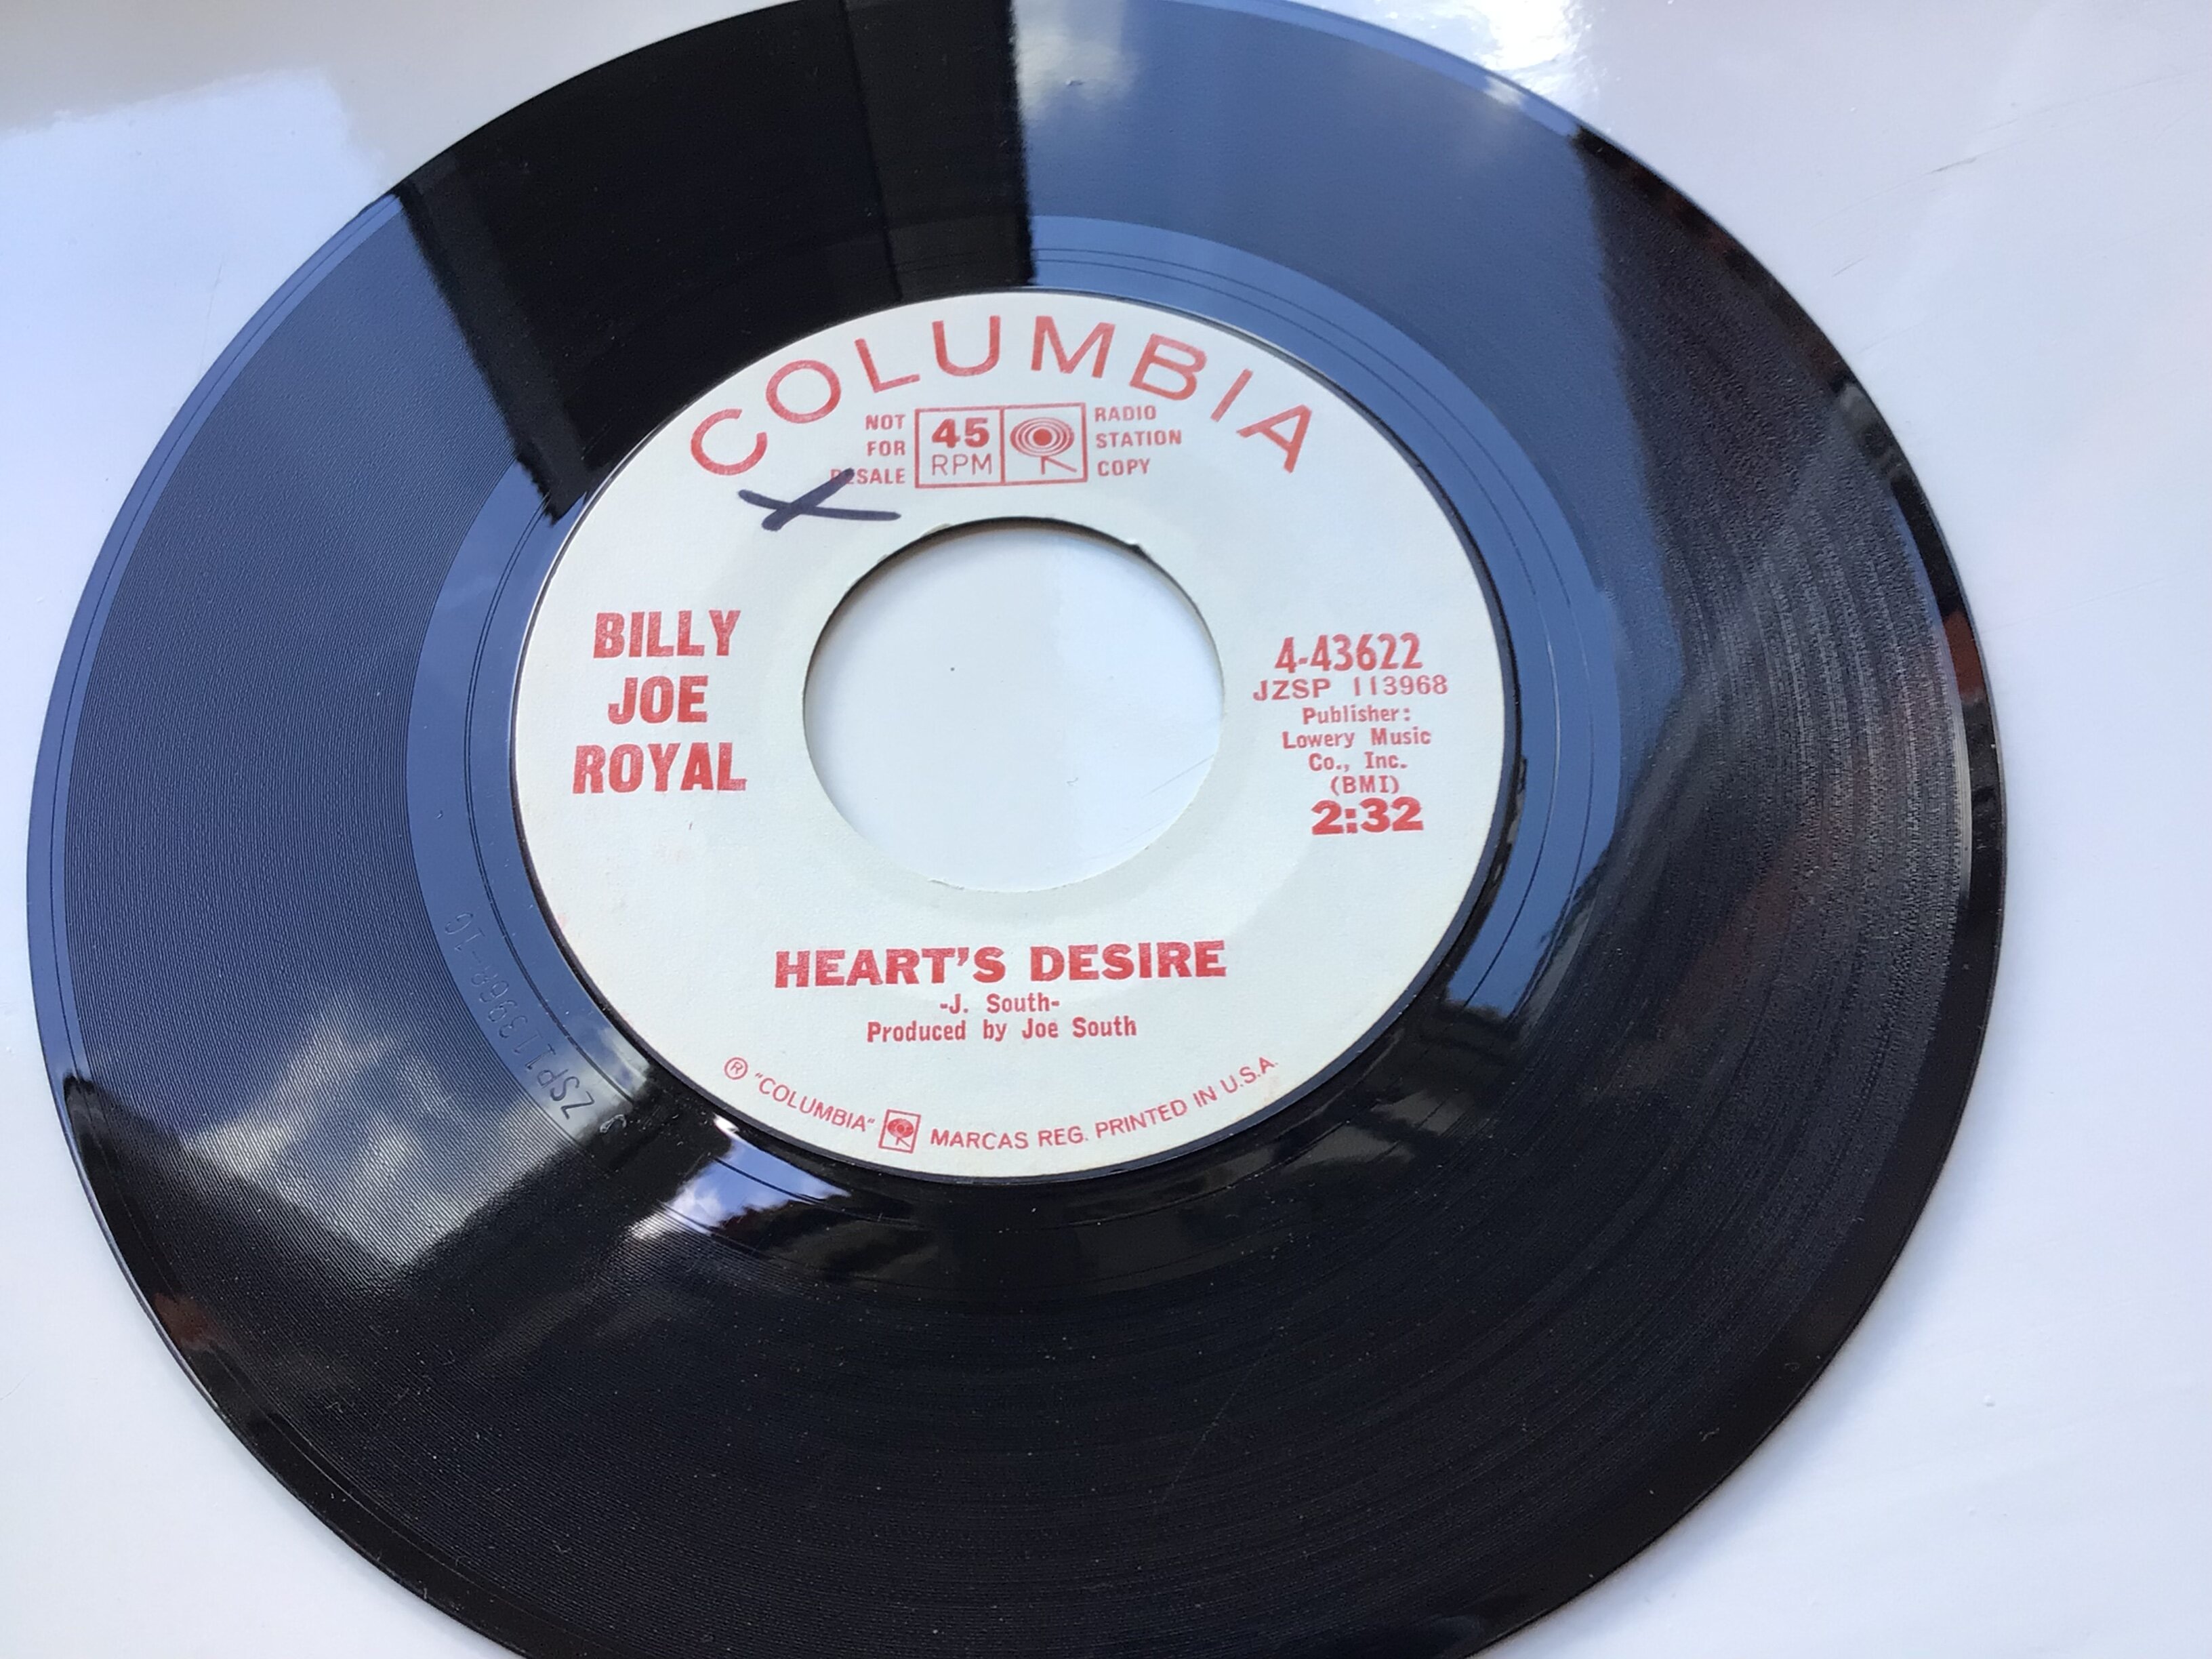 COLUMBIA
NOT
FOR
RESALE
45
RPM
RADIO
STATION
COPY
BILLY
JOE
ROYAL
4-43622
JZSP 113968
Publisher:
Lowery Music
Co., Inc.
(BMI)
2:32
HEART'S DESIRE
-J. South-
Produced by Joe South
® "COLUMBIA" MARCAS REG. PRINTED IN U.S.A.